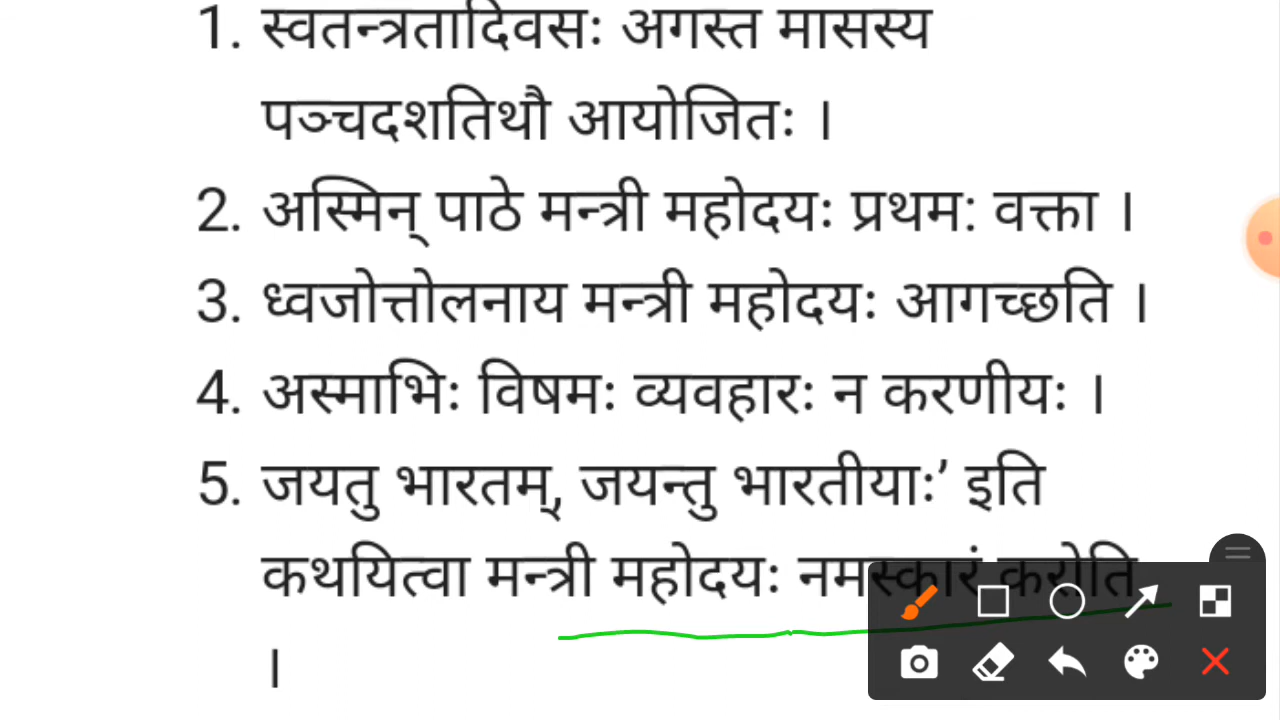 1. स्वतन्त्रतादिवसः अगस्त मासस्य
पञ्चदशतिथौ आयोजितः ।
2. अस्मिन् पाठे मन्त्री महोदयः प्रथम: वक्ता ।
3. ध्वजोत्तोलनाय मन्त्री महोदयः आगच्छति ।
4. अस्माभिः विषमः व्यवहारः न करणीयः ।
5. जयतु भारतम्, जयन्तु भारतीयाः’ इति
कथयित्वा मन्त्री महोदयः नमस्कारं करोति
।